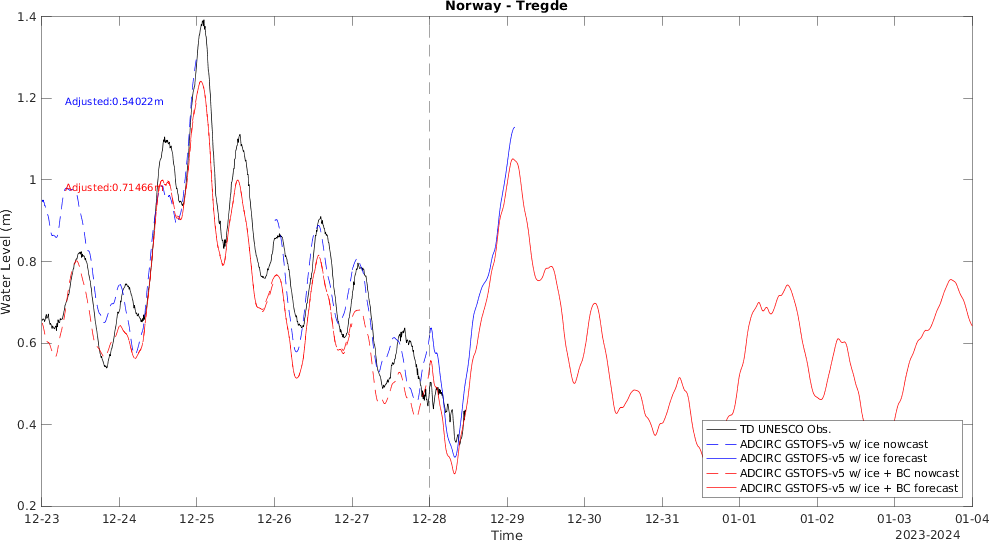 Norway - Tregde
1.4
1.2
1
0.8
0.6
0.4
0.2
Water Level (m)
Adjusted:0.54022m
Adjusted:0.71466m
TD UNESCO Obs.
ADCIRC GSTOFS-v5 w/ ice nowcast
ADCIRC GSTOFS-v5 w/ ice forecast
ADCIRC GSTOFS-v5 w/ ice + BC nowcast
ADCIRC GSTOFS-v5 w/ ice + BC forecast
12-23 12-24 12-25 12-26 12-27 12-28 12-29 12-30 12-31 01-01 01-02 01-03 01-04
Time
2023-2024